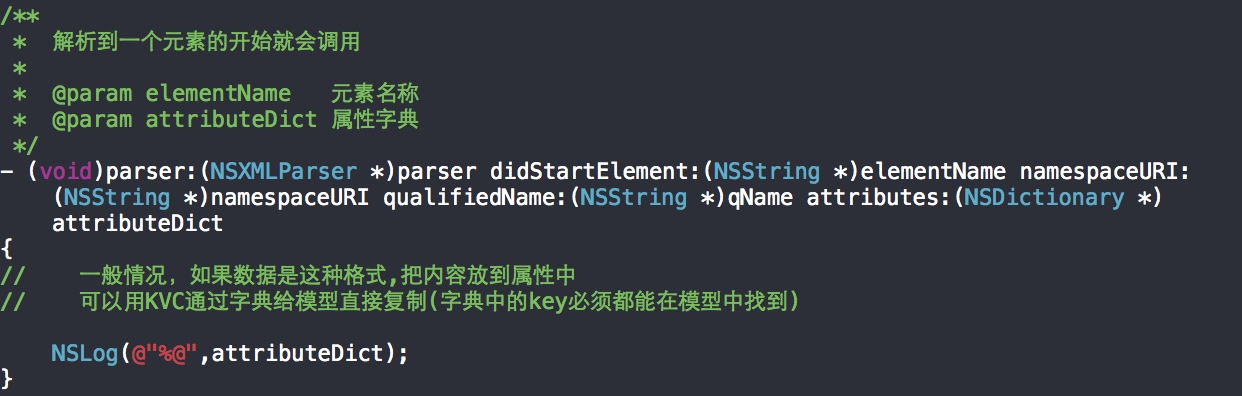 /**
 *  解析到一个元素的开始就会调用
 *
 *  @param elementName   元素名称
 *  @param attributeDict 属性字典
 */
- (void)parser:(NSXMLParser *)parser didStartElement:(NSString *)elementName namespaceURI:
    (NSString *)namespaceURI qualifiedName:(NSString *)qName attributes:(NSDictionary *)
    attributeDict
{
//    一般情况，如果数据是这种格式,把内容放到属性中
//    可以用KVC通过字典给模型直接复制(字典中的key必须都能在模型中找到)

    NSLog(@"%@",attributeDict);
}